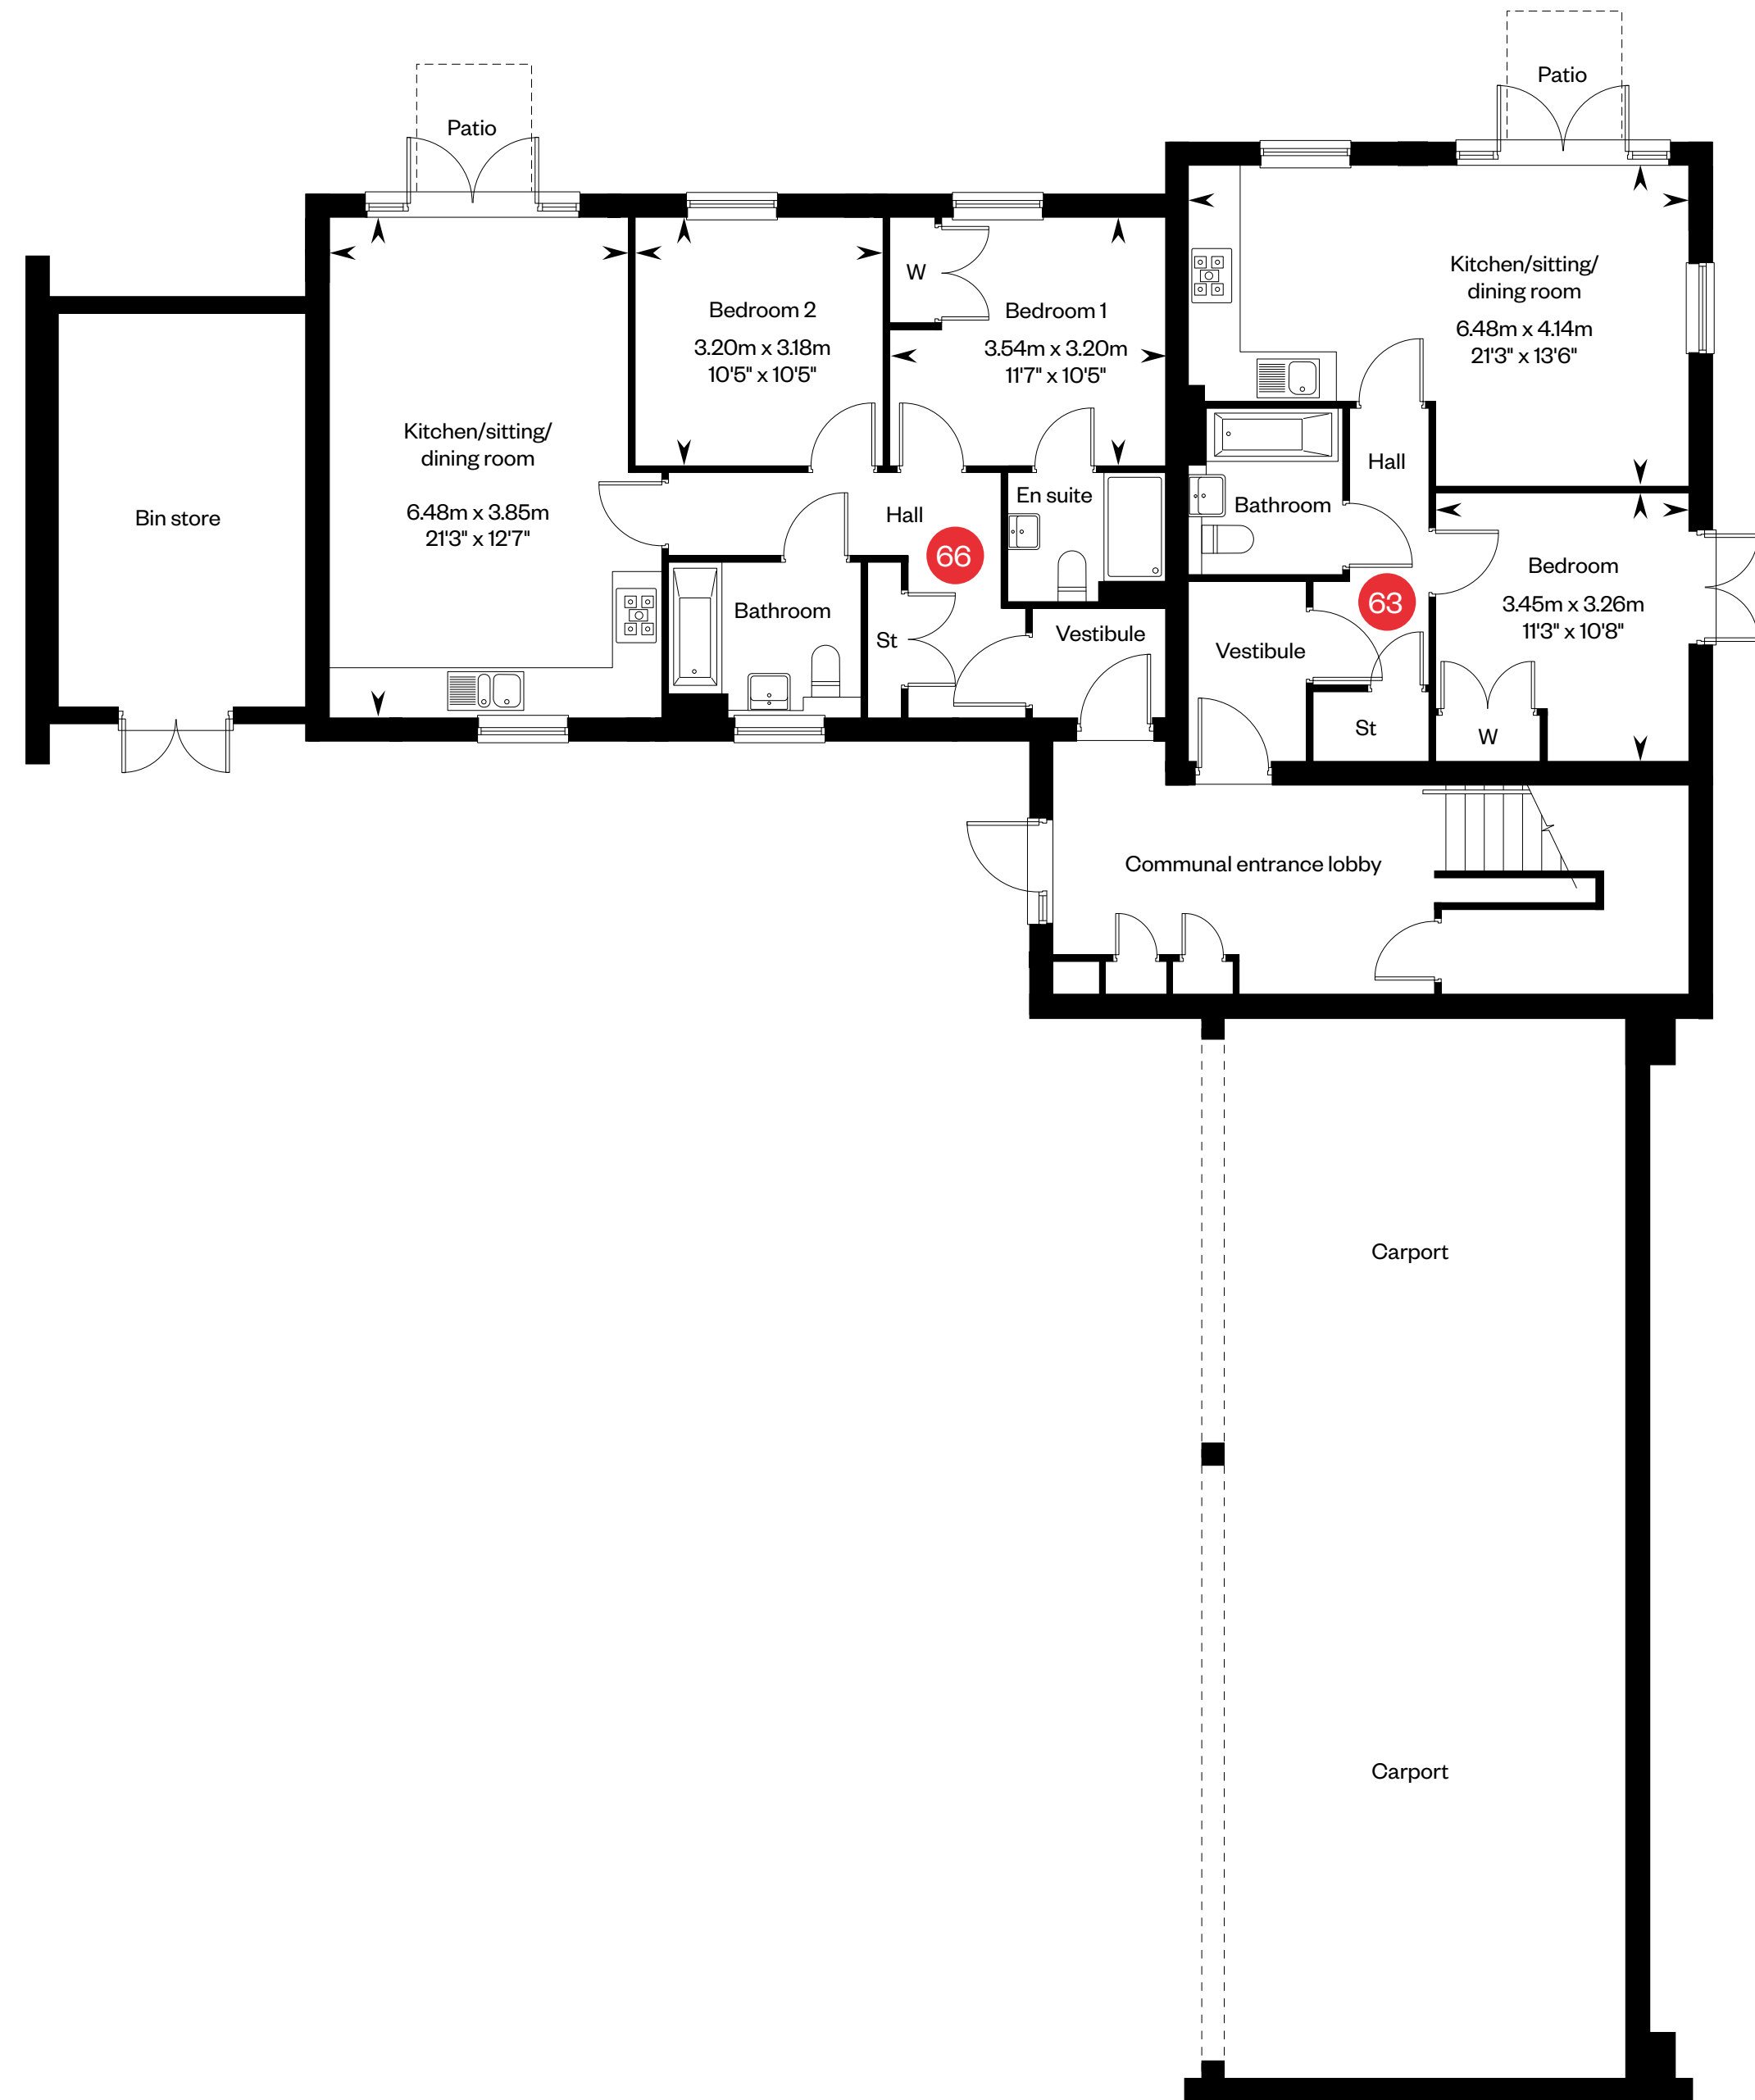 Patio
Patio
Kitchen/sitting/
dining room
6.48m x 4.14m
21'3" x 13'6"
W
Bedroom 2
3.20m x 3.18m
10'5" x 10'5"
Bedroom 1
3.54m x 3.20m
11'7" x 10'5"
Kitchen/sitting/
dining room
6.48m x 3.85m
21'3" x 12'7"
Hall
En suite
Bathroom
Bin store
Hall
66
Bedroom
3.45m x 3.26m
11'3" x 10'8"
63
Bathroom
St
Vestibule
Vestibule
St
W
Communal entrance lobby
Carport
Carport